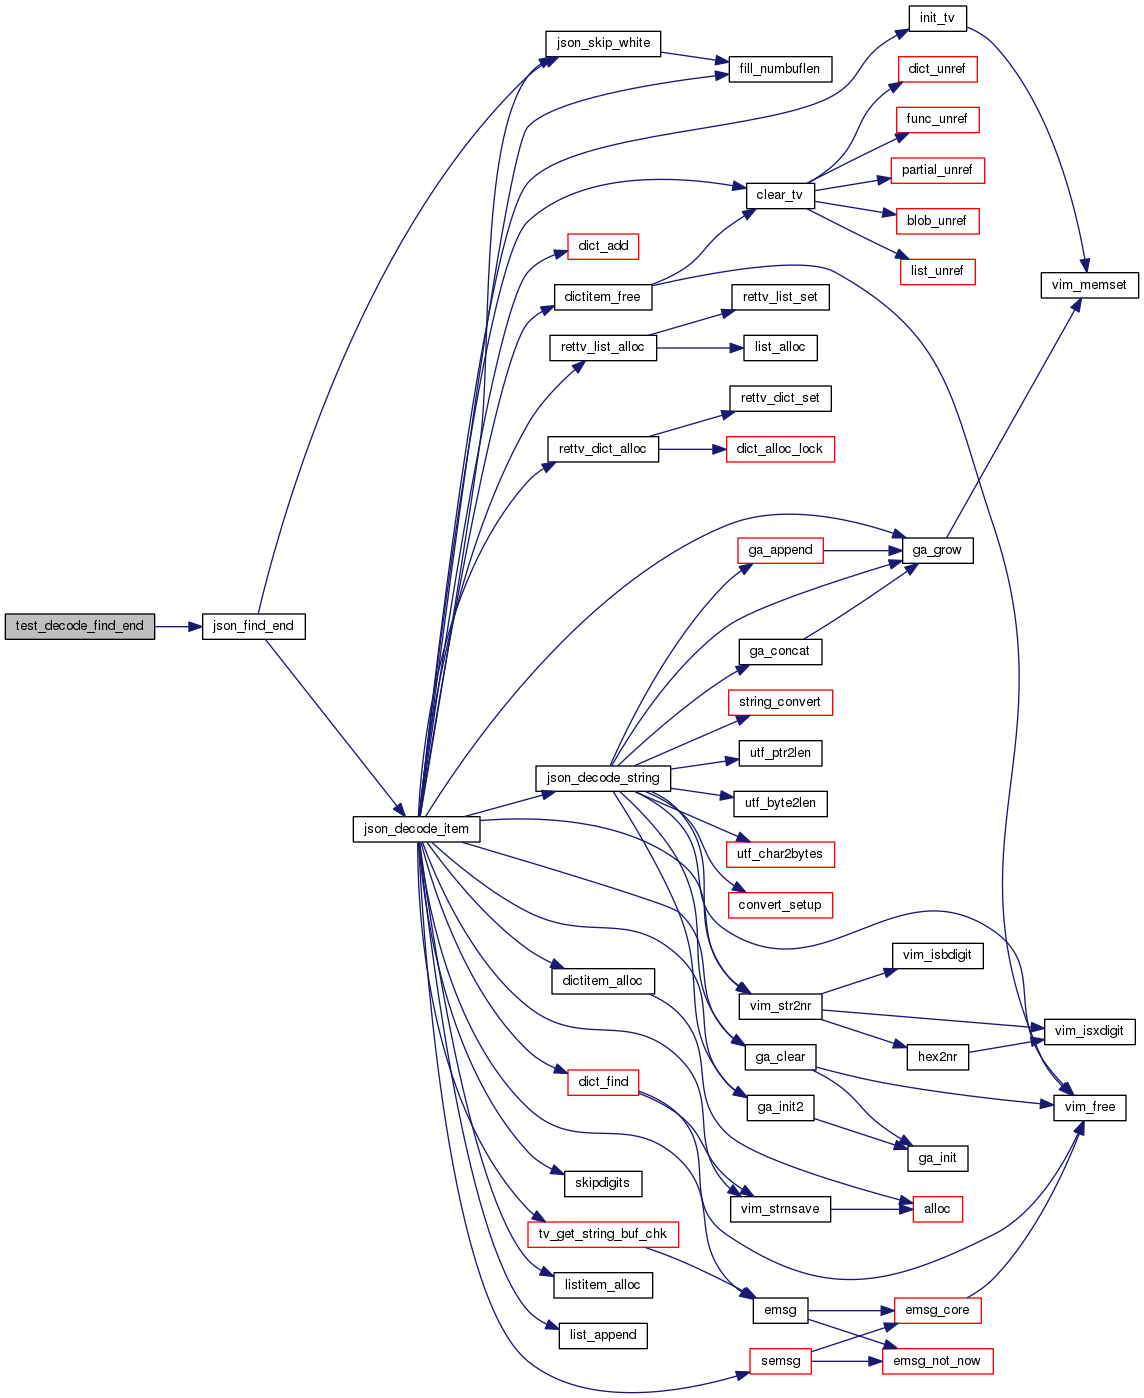 init_tv
json_skip_white
fill_numbuflen
dict_unref
func_unref
partial_unref
clear_tv
blob_unref
dict_add
list_unref
vim_memset
dictitem_free
rettv_list_set
rettv_list_alloc
list_alloc
rettv_dict_set
rettv_dict_alloc
dict_alloc_lock
ga_append
ga_grow
test_decode_find_end
json_find_end
ga_concat
string_convert
utf_ptr2len
json_decode_string
utf_byte2len
json_decode_item
utf_char2bytes
convert_setup
vim_isbdigit
dictitem_alloc
vim_str2nr
vim_isxdigit
ga_clear
hex2nr
dict_find
ga_init2
vim_free
ga_init
skipdigits
vim_strnsave
alloc
tv_get_string_buf_chk
listitem_alloc
emsg
emsg_core
list_append
semsg
emsg_not_now